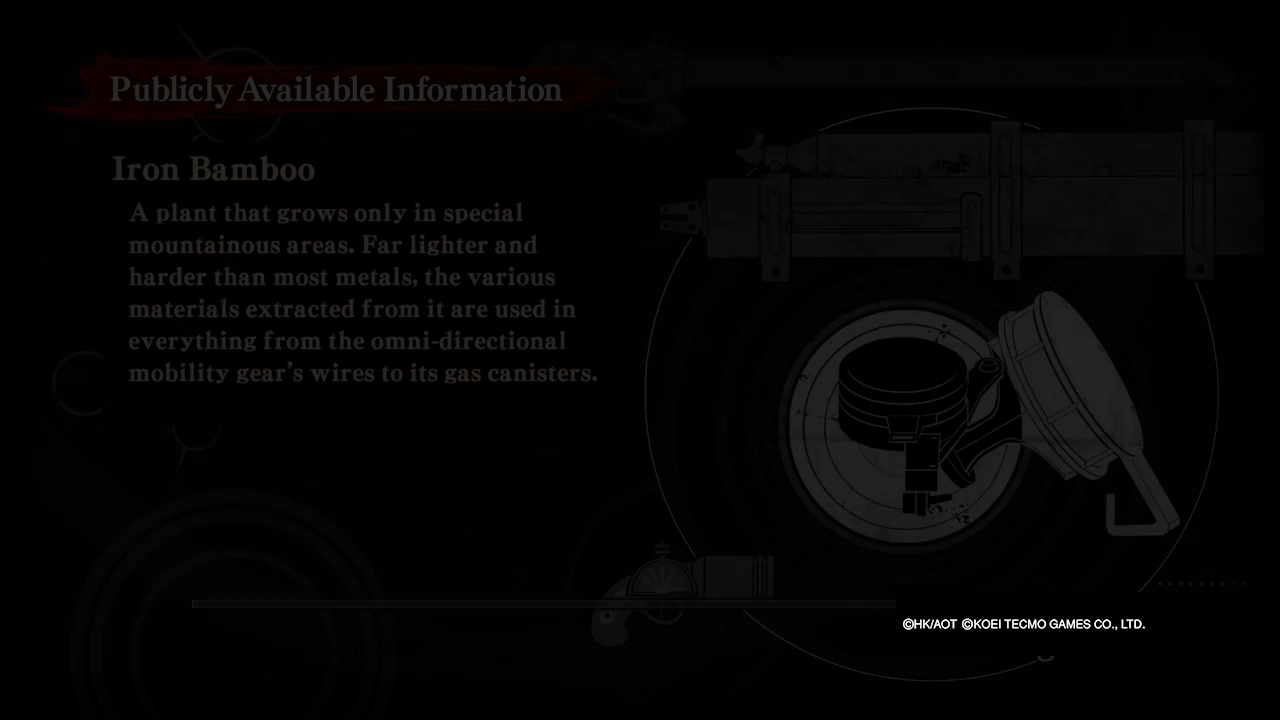 Publicly Available Information
Iron Bamboo
A plant that grows only in special
mountainous areas. Far lighter and
harder than most metals, the various
materials extracted from it are used in
everything from the omni-directional
mobility gear's wires to its gas canisters.
©HK/AOT ©KOEI TECMO GAMES CO., LTD.